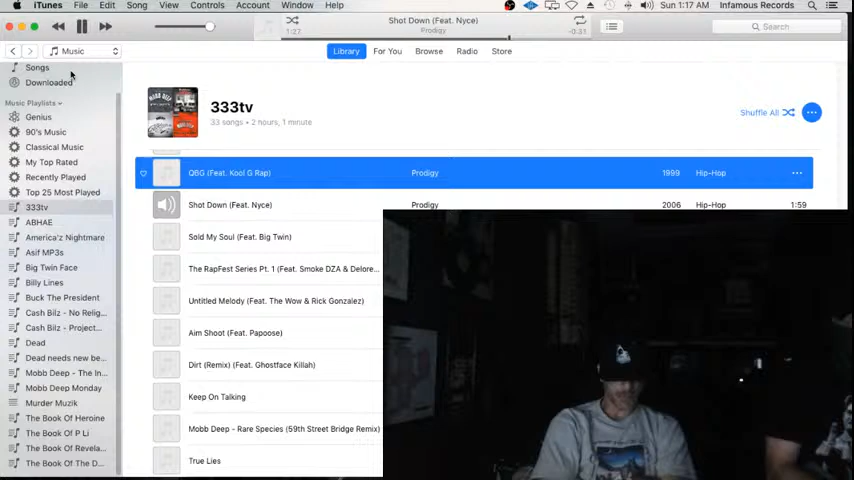 iTunes File Edit Song View Controls Account Window Help Sun 1:17 AM Infamous Records
Shot Down (Feat. Nyce)
1:27 Prodigy -0:31
Search
Music Library For You Browse Radio Store
Songs
Downloaded
Music Playlists
Genius
90's Music
Classical Music
My Top Rated
Recently Played
Top 25 Most Played
333tv
ABHAE
America'z Nightmare
Asif MP3s
Big Twin Face
Billy Lines
Buck The President
Cash Bilz - No Relig...
Cash Bilz - Project...
Dead
Dead needs new be...
Mobb Deep - The In...
Mobb Deep Monday
Murder Muzik
The Book Of Heroine
The Book Of P Li
The Book Of Revela...
The Book Of The D...
333tv
33 songs • 2 hours, 1 minute
Shuffle All
QBG (Feat. Kool G Rap) Prodigy 1999 Hip-Hop
Shot Down (Feat. Nyce) Prodigy 2006 Hip-Hop 1:59
Sold My Soul (Feat. Big Twin)
The RapFest Series Pt. 1 (Feat. Smoke DZA & Delore...
Untitled Melody (Feat. The Wow & Rick Gonzalez)
Aim Shoot (Feat. Papoose)
Dirt (Remix) (Feat. Ghostface Killah)
Keep On Talking
Mobb Deep - Rare Species (59th Street Bridge Remix)
True Lies